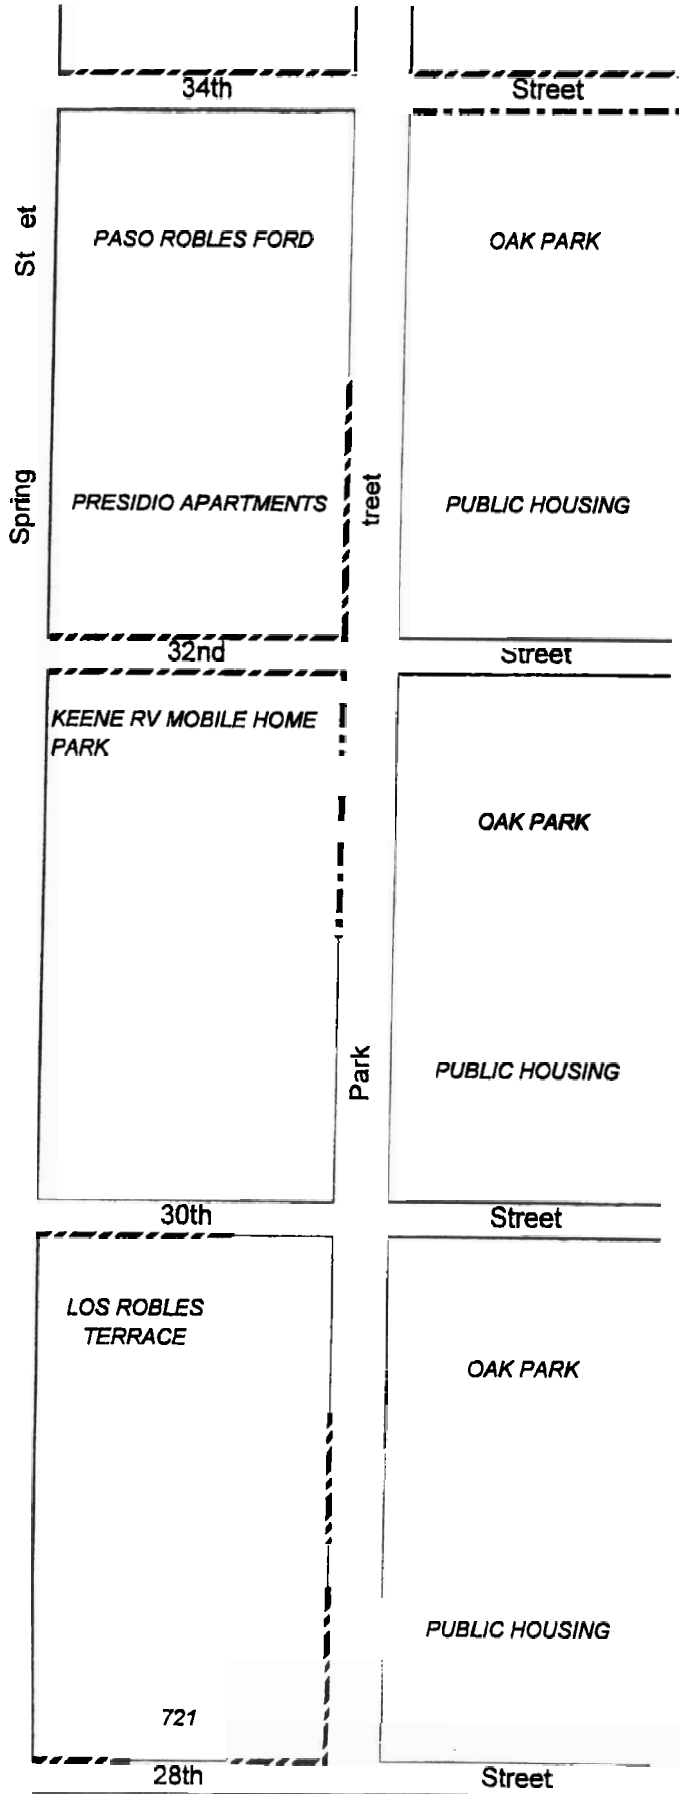 34th Street
St et
PASO ROBLES FORD
OAK PARK
Spring
PRESIDIO APARTMENTS
treet
PUBLIC HOUSING
32nd Street
KEENE RV MOBILE HOME
PARK
OAK PARK
Park
PUBLIC HOUSING
30th Street
LOS ROBLES
TERRACE
OAK PARK
PUBLIC HOUSING
721
28th Street